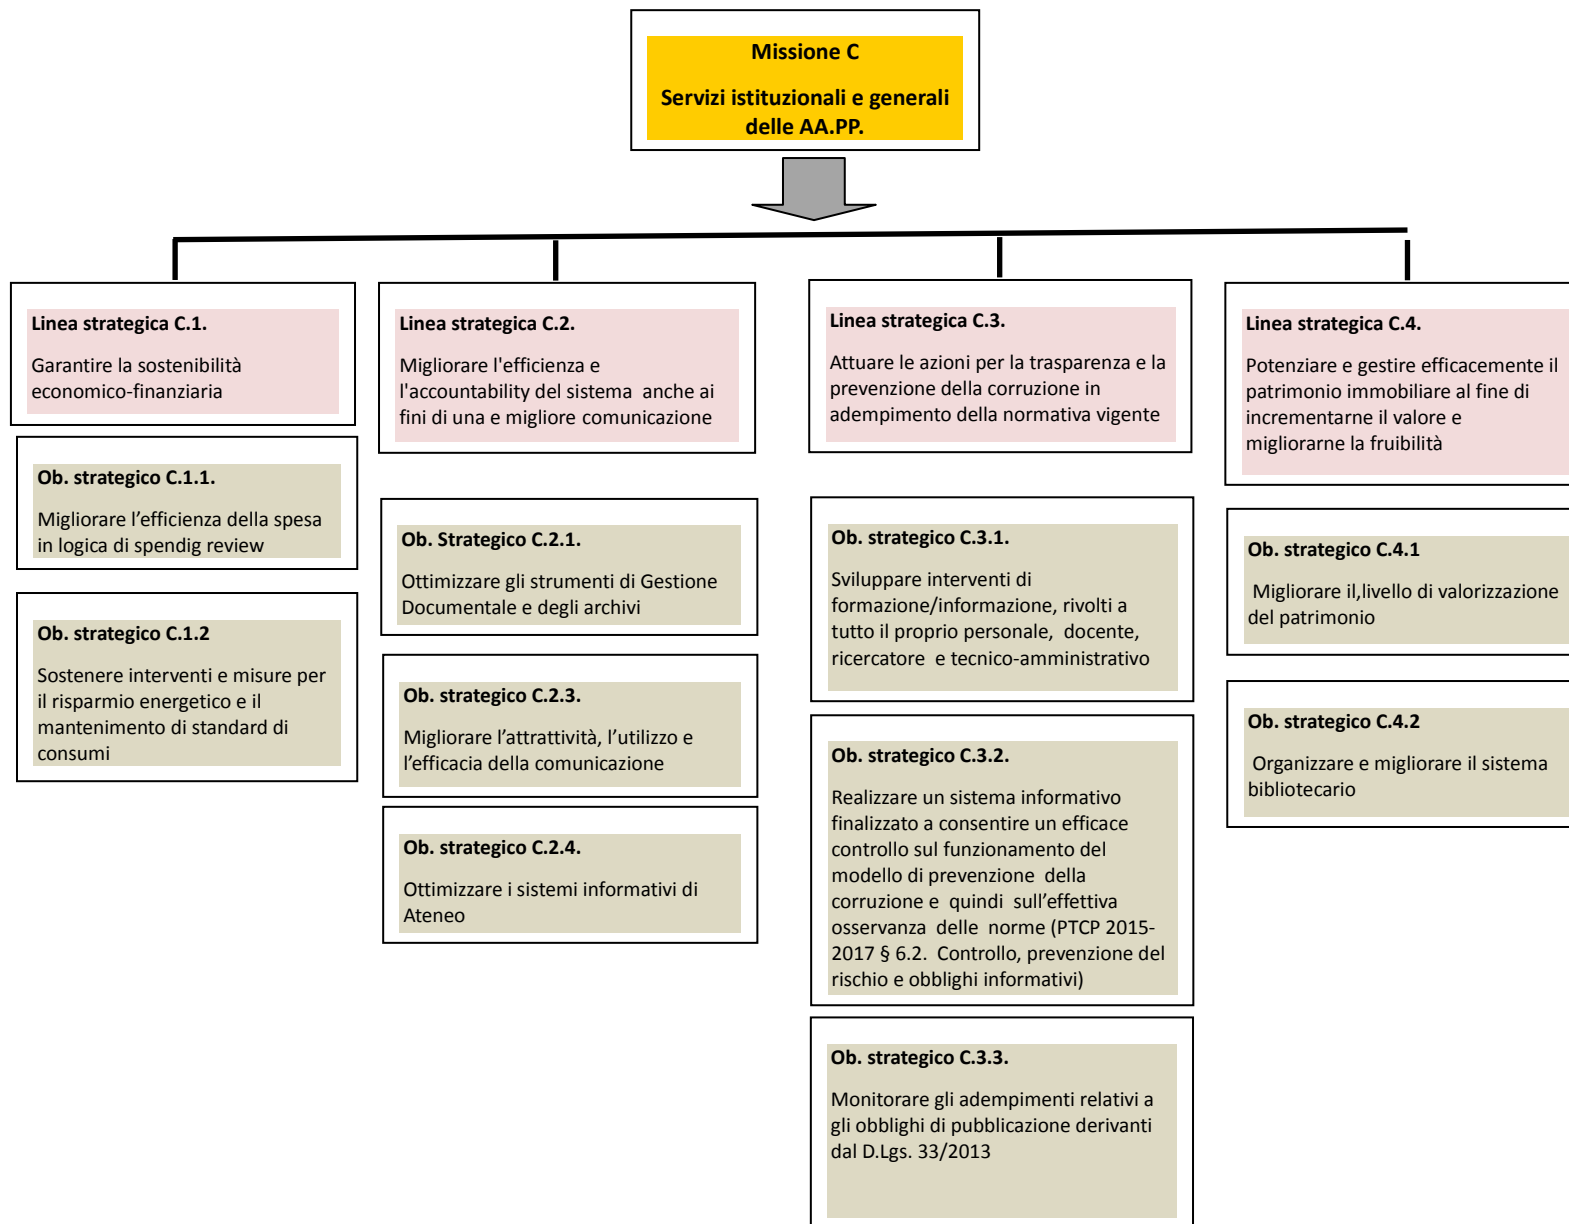 Missione C
Servizi istituzionali e generali
delle AA.PP.
Linea strategica C.1.
Garantire la sostenibilità
economico-finanziaria
Ob. strategico C.1.1.
Migliorare l’efficienza della spesa
in logica di spendig review
Ob. strategico C.1.2
Sostenere interventi e misure per
il risparmio energetico e il
mantenimento di standard di
consumi
Linea strategica C.2.
Migliorare l'efficienza e
l'accountability del sistema  anche ai
fini di una e migliore comunicazione
Ob. Strategico C.2.1.
Ottimizzare gli strumenti di Gestione
Documentale e degli archivi
Ob. strategico C.2.3.
Migliorare l’attrattività, l’utilizzo e
l’efficacia della comunicazione
Ob. strategico C.2.4.
Ottimizzare i sistemi informativi di
Ateneo
Linea strategica C.3.
Attuare le azioni per la trasparenza e la
prevenzione della corruzione in
adempimento della normativa vigente
Ob. strategico C.3.1.
Sviluppare interventi di
formazione/informazione, rivolti a
tutto il proprio personale,  docente,
ricercatore  e tecnico-amministrativo
Ob. strategico C.3.2.
Realizzare un sistema informativo
finalizzato a consentire un efficace
controllo sul funzionamento del
modello di prevenzione  della
corruzione e  quindi  sull’effettiva
osservanza  delle  norme (PTCP 2015-
2017 § 6.2.  Controllo, prevenzione del
rischio e obblighi informativi)
Ob. strategico C.3.3.
Monitorare gli adempimenti relativi a
gli obblighi di pubblicazione derivanti
dal D.Lgs. 33/2013
Linea strategica C.4.
Potenziare e gestire efficacemente il
patrimonio immobiliare al fine di
incrementarne il valore e
migliorarne la fruibilità
Ob. strategico C.4.1
Migliorare il,livello di valorizzazione
del patrimonio
Ob. strategico C.4.2
Organizzare e migliorare il sistema
bibliotecario